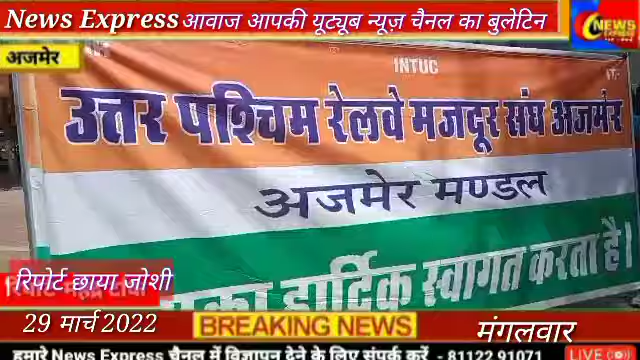 News Express आवाज आपकी यूट्यूब न्यूज़ चैनल का बुलेटिन
NEWS
EXPRESS
अजमेर
INTUC
उत्तर पश्चिम रेलवे मजदूर संघ अजमेर
अजमेर मण्डल
हार्दिक स्वागत करता है।
रिपोर्ट छाया जोशी
29 मार्च 2022
BREAKING NEWS
मंगलवार
हमारे News Express चैनल में विज्ञापन देने के लिए संपर्क करें - 81122 91071
LIVE